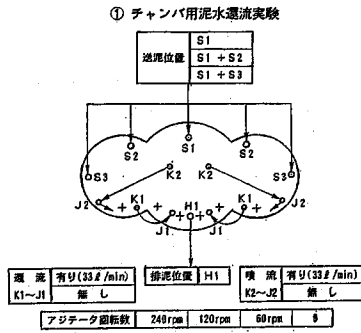 ① チャンバ用泥水還流実験
送泥位置
S1
S1 + S2
S1 + S3
S1
S2
S2
S3
S3
K2
K2
J2
J2
K1
H1
K1
J1
J1
還流
K1～J1
有り(33ℓ/min)
無し
排泥位置
H1
噴流
K2～J2
有り(33ℓ/min)
無し
アジテータ回転数
240rpm
120rpm
60rpm